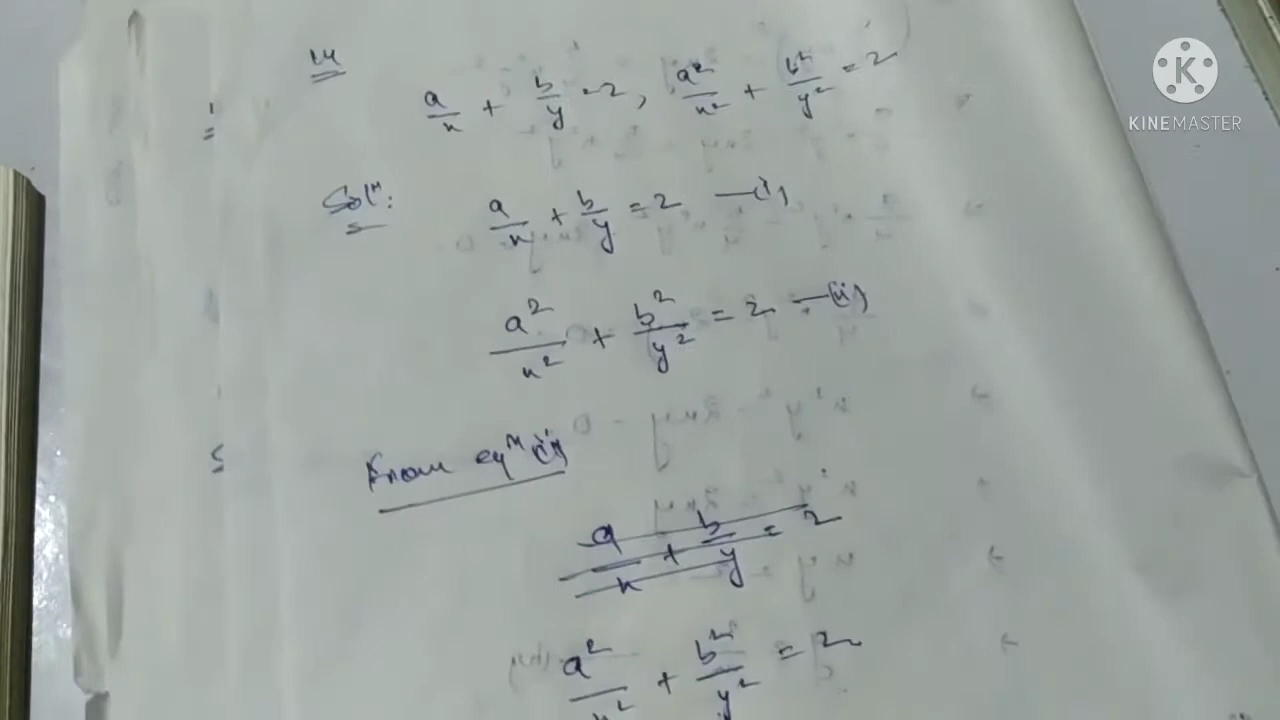 14
a/x + b/y = 2, a²/x² + b²/y² = 2
Solⁿ:
a/x + b/y = 2 —(i)
a²/x² + b²/y² = 2 —(ii)
From eqⁿ (ii)
a/x + b/y = 2
a²/x² + b²/y² = 2
K
KINEMASTER